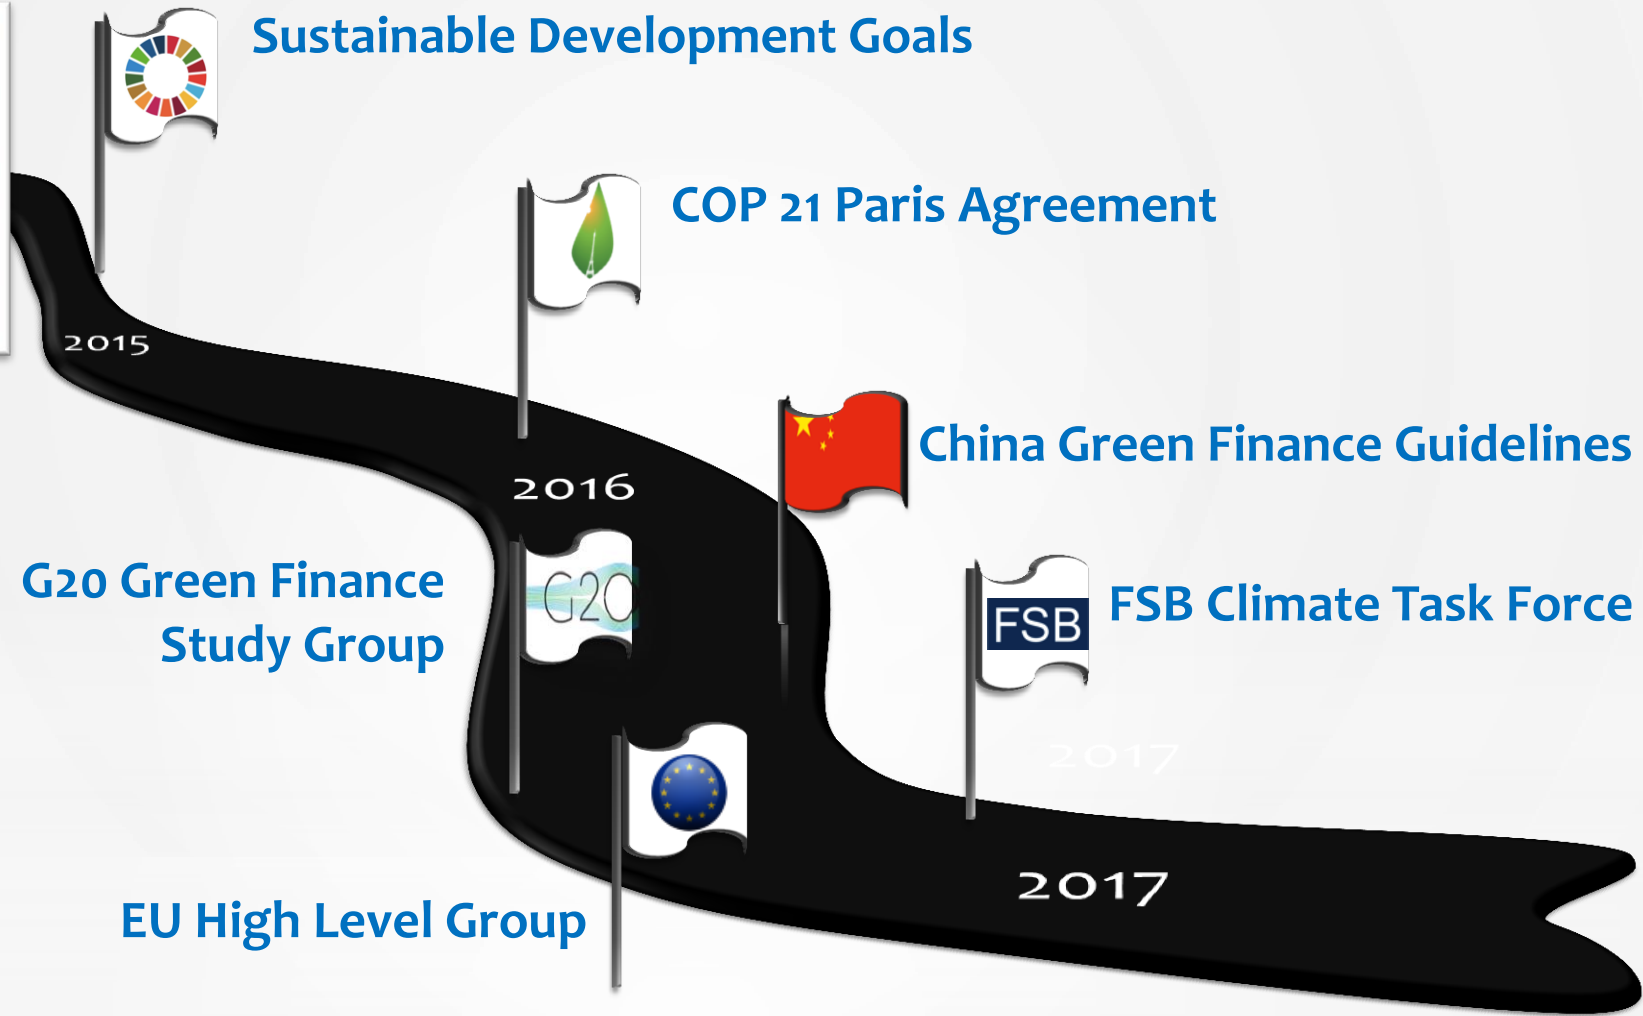 Sustainable Development Goals
COP 21 Paris Agreement
2015
China Green Finance Guidelines
2016
G20 Green Finance
Study Group
G20
FSB
FSB Climate Task Force
2017
2017
EU High Level Group